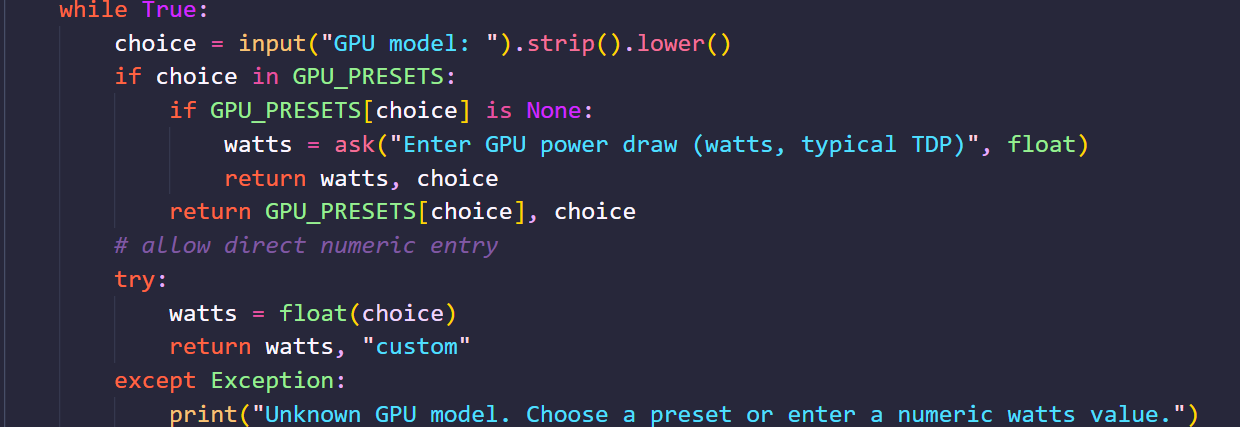 while True:
choice = input("GPU model: ").strip().lower()
if choice in GPU_PRESETS:
if GPU_PRESETS[choice] is None:
watts = ask("Enter GPU power draw (watts, typical TDP)", float)
return watts, choice
return GPU_PRESETS[choice], choice
# allow direct numeric entry
try:
watts = float(choice)
return watts, "custom"
except Exception:
print("Unknown GPU model. Choose a preset or enter a numeric watts value.")